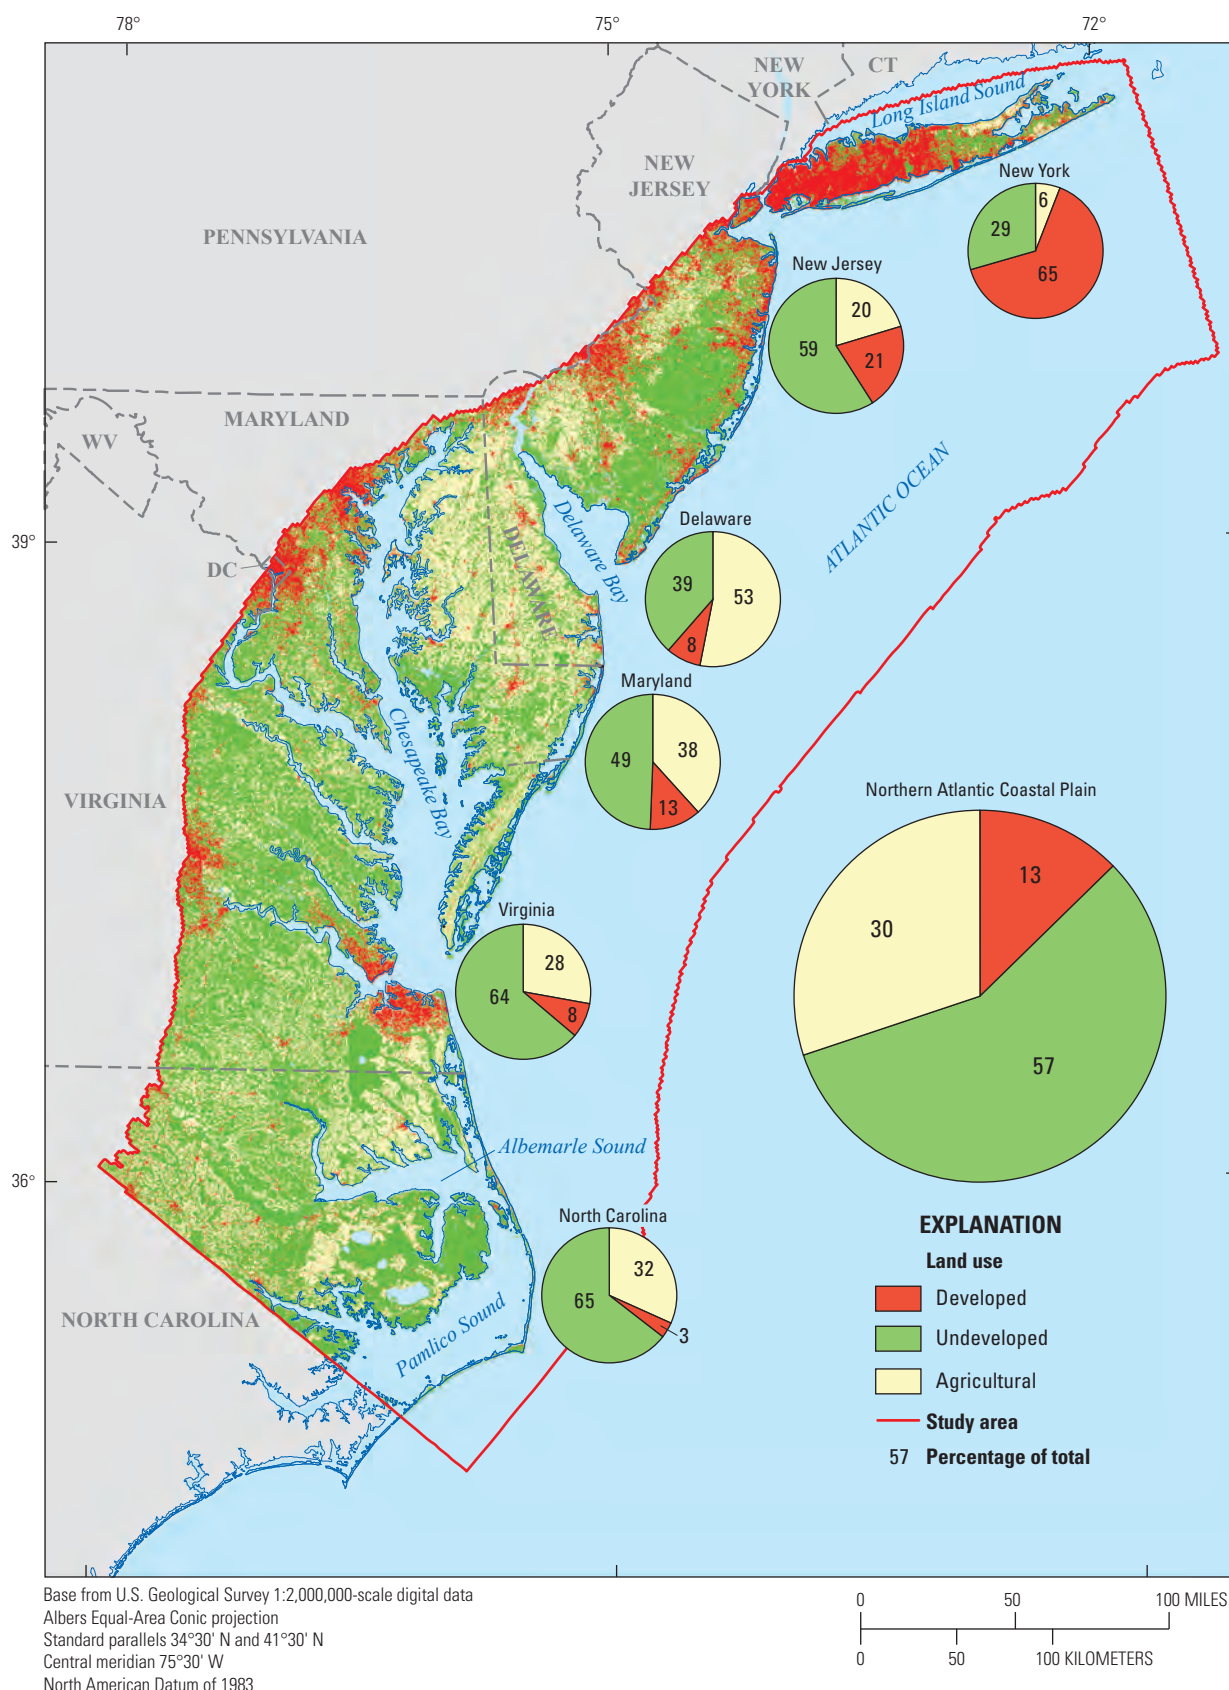 78°
75°
72°
NEW
YORK
CT
Long Island Sound
NEW
JERSEY
New York
6
29
65
PENNSYLVANIA
New Jersey
20
59
21
MARYLAND
WV
ATLANTIC OCEAN
Delaware Bay
DELAWARE
Delaware
39°
DC
39
53
8
Maryland
49
38
13
Chesapeake Bay
VIRGINIA
Northern Atlantic Coastal Plain
13
30
57
Virginia
28
64
8
Albemarle Sound
36°
North Carolina
32
65
3
NORTH CAROLINA
Pamlico Sound
EXPLANATION
Land use
Developed
Undeveloped
Agricultural
Study area
57 Percentage of total
Base from U.S. Geological Survey 1:2,000,000-scale digital data
Albers Equal-Area Conic projection
Standard parallels 34°30' N and 41°30' N
Central meridian 75°30' W
North American Datum of 1983
0 50 100 MILES
0 50 100 KILOMETERS